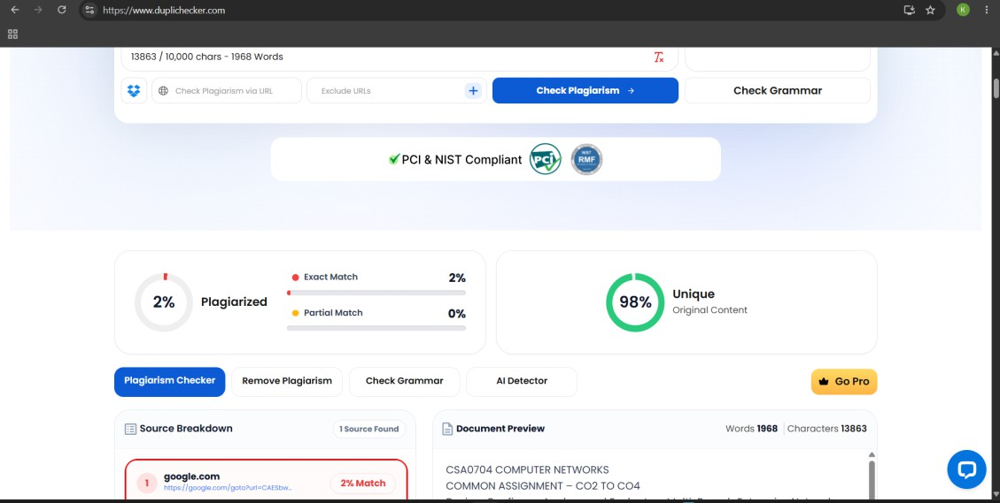 https://www.duplichecker.com
K
13863 / 10,000 chars - 1968 Words
Check Plagiarism via URL
Exclude URLs
Check Plagiarism →
Check Grammar
PCI & NIST Compliant
PCI
NIST
RMF
2%
Plagiarized
Exact Match 2%
Partial Match 0%
98%
Unique
Original Content
Plagiarism Checker
Remove Plagiarism
Check Grammar
AI Detector
Go Pro
Source Breakdown
1 Source Found
1
google.com
https://google.com/goto?url=CAESbw...
2% Match
Document Preview
Words 1968 | Characters 13863
CSA0704 COMPUTER NETWORKS
COMMON ASSIGNMENT – CO2 TO CO4